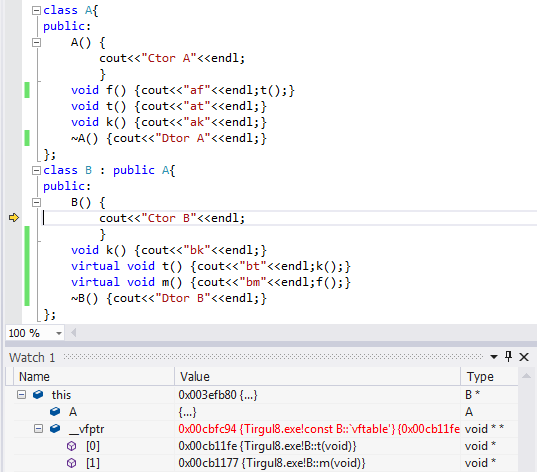 class A{
public:
A() {
cout<<"Ctor A"<<endl;
}
void f() {cout<<"af"<<endl;t();}
void t() {cout<<"at"<<endl;}
void k() {cout<<"ak"<<endl;}
~A() {cout<<"Dtor A"<<endl;}
};
class B : public A{
public:
B() {
cout<<"Ctor B"<<endl;
}
void k() {cout<<"bk"<<endl;}
virtual void t() {cout<<"bt"<<endl;k();}
virtual void m() {cout<<"bm"<<endl;f();}
~B() {cout<<"Dtor B"<<endl;}
};
100 %
Watch 1
Name Value Type
this 0x003efb80 {...} B *
A {...} A
__vfptr 0x00cbfc94 {Tirgul8.exe!const B::`vftable'} {0x00cb11fe void * *
[0] 0x00cb11fe {Tirgul8.exe!B::t(void)} void *
[1] 0x00cb1177 {Tirgul8.exe!B::m(void)} void *